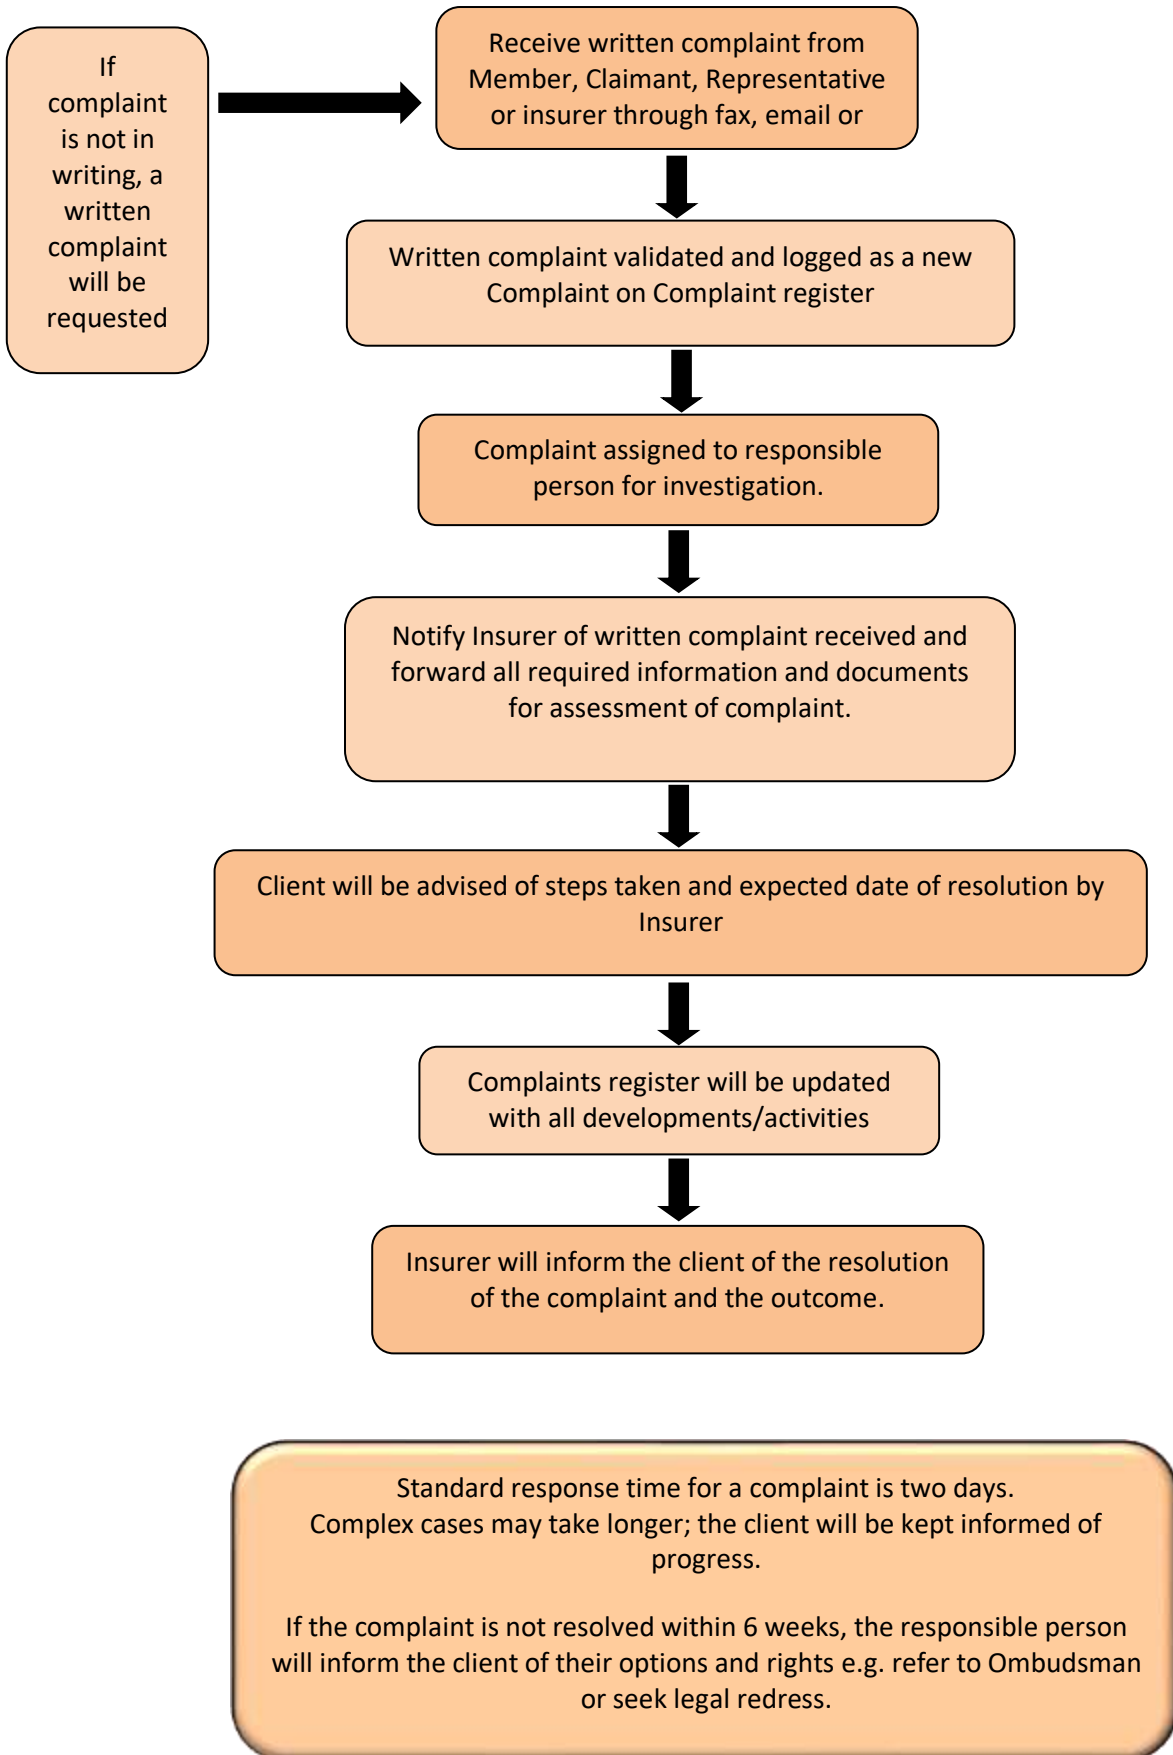 If
complaint
is not in
writing, a
written
complaint
will be
requested
Receive written complaint from
Member, Claimant, Representative
or insurer through fax, email or
Written complaint validated and logged as a new
Complaint on Complaint register
Complaint assigned to responsible
person for investigation.
Notify Insurer of written complaint received and
forward all required information and documents
for assessment of complaint.
Client will be advised of steps taken and expected date of resolution by
Insurer
Complaints register will be updated
with all developments/activities
Insurer will inform the client of the resolution
of the complaint and the outcome.
Standard response time for a complaint is two days.
Complex cases may take longer; the client will be kept informed of
progress.
If the complaint is not resolved within 6 weeks, the responsible person
will inform the client of their options and rights e.g. refer to Ombudsman
or seek legal redress.